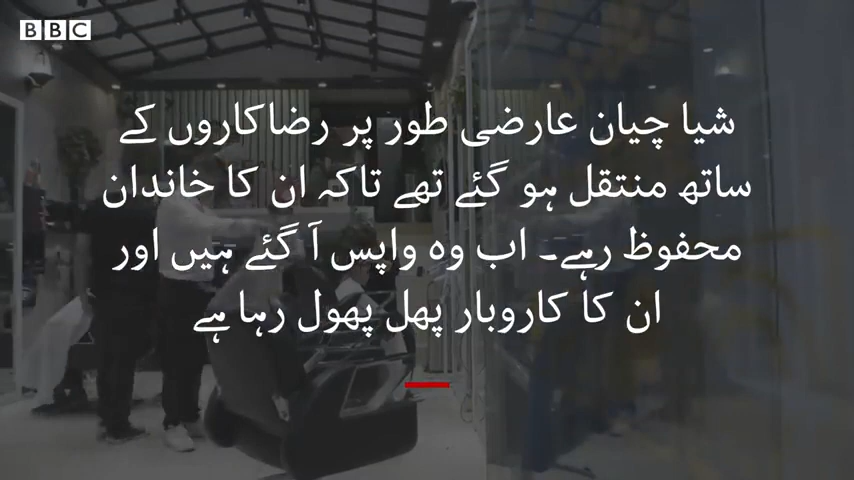 BBC
شیا چیان عارضی طور پر رضاکاروں کے
ساتھ منتقل ہو گئے تھے تاکہ ان کا خاندان
محفوظ رہے۔ اب وہ واپس آ گئے ہیں اور
ان کا کاروبار پھل پھول رہا ہے